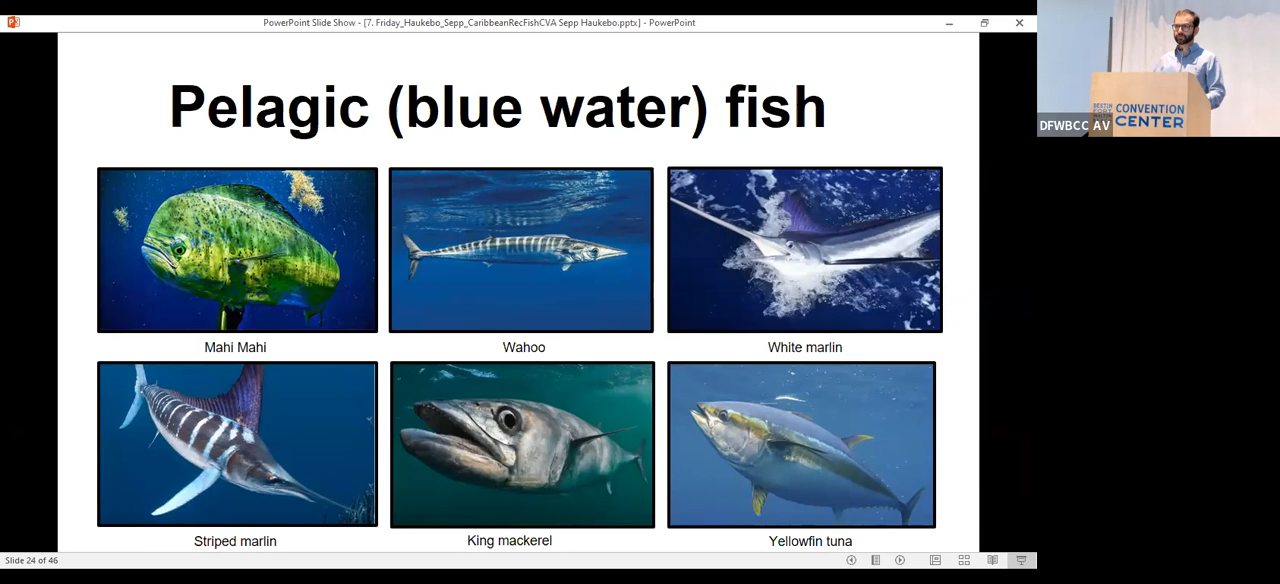 PowerPoint Slide Show - [7. Friday_Haukebo_Sepp_CaribbeanRecFishCVA Sepp Haukebo.pptx] - PowerPoint
Pelagic (blue water) fish
Mahi Mahi
Wahoo
White marlin
Striped marlin
King mackerel
Yellowfin tuna
Slide 24 of 46
CONVENTION
CENTER
DFWBCC AV